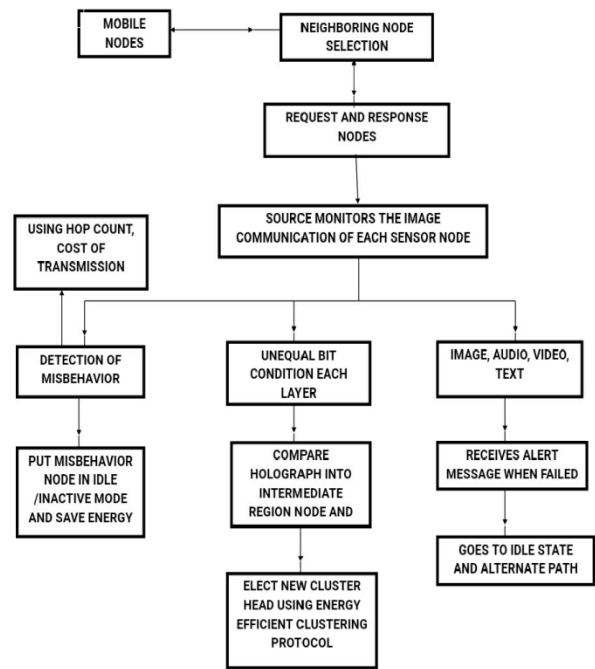 MOBILE
NODES
NEIGHBORING NODE
SELECTION
REQUEST AND RESPONSE
NODES
SOURCE MONITORS THE IMAGE
COMMUNICATION OF EACH SENSOR NODE
USING HOP COUNT,
COST OF
TRANSMISSION
DETECTION OF
MISBEHAVIOR
UNEQUAL BIT
CONDITION EACH
LAYER
IMAGE, AUDIO, VIDEO,
TEXT
PUT MISBEHAVIOR
NODE IN IDLE
/INACTIVE MODE
AND SAVE ENERGY
COMPARE
HOLOGRAPH INTO
INTERMEDIATE
REGION NODE AND
RECEIVES ALERT
MESSAGE WHEN FAILED
GOES TO IDLE STATE
AND ALTERNATE PATH
ELECT NEW CLUSTER
HEAD USING ENERGY
EFFICIENT CLUSTERING
PROTOCOL